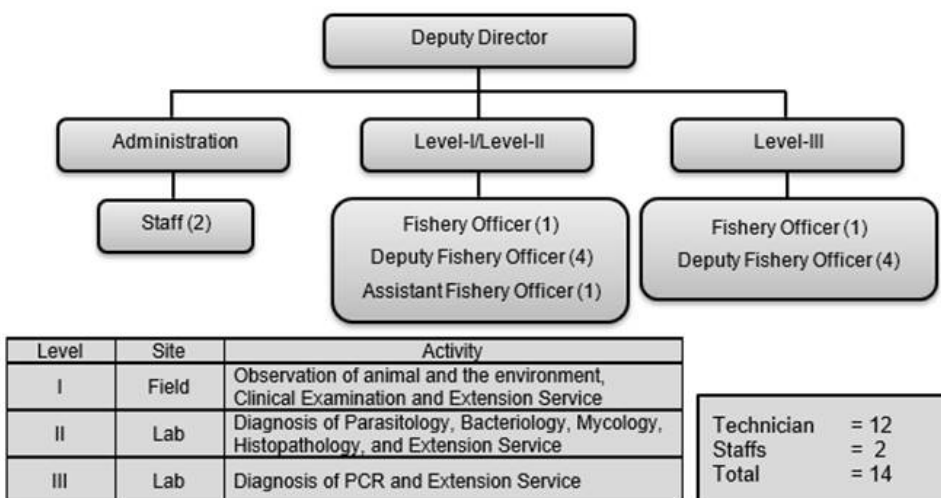 Deputy Director
Administration
Level-I/Level-II
Level-III
Staff (2)
Fishery Officer (1)
Deputy Fishery Officer (4)
Assistant Fishery Officer (1)
Fishery Officer (1)
Deputy Fishery Officer (4)
Level Site Activity
I Field Observation of animal and the environment,
Clinical Examination and Extension Service
II Lab Diagnosis of Parasitology, Bacteriology, Mycology,
Histopathology, and Extension Service
III Lab Diagnosis of PCR and Extension Service
Technician = 12
Staffs = 2
Total = 14